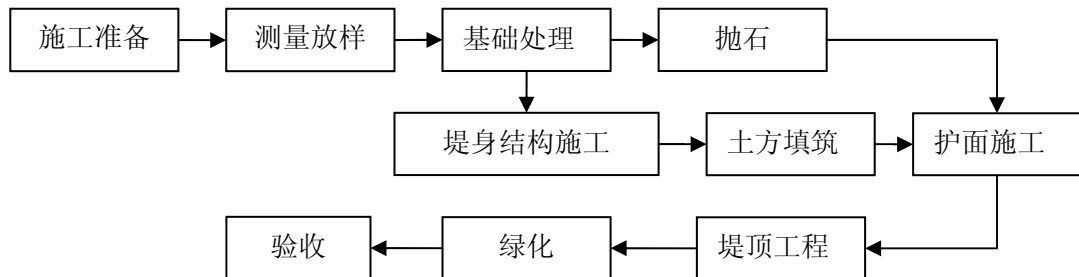 施工准备
测量放样
基础处理
抛石
堤身结构施工
土方填筑
护面施工
验收
绿化
堤顶工程